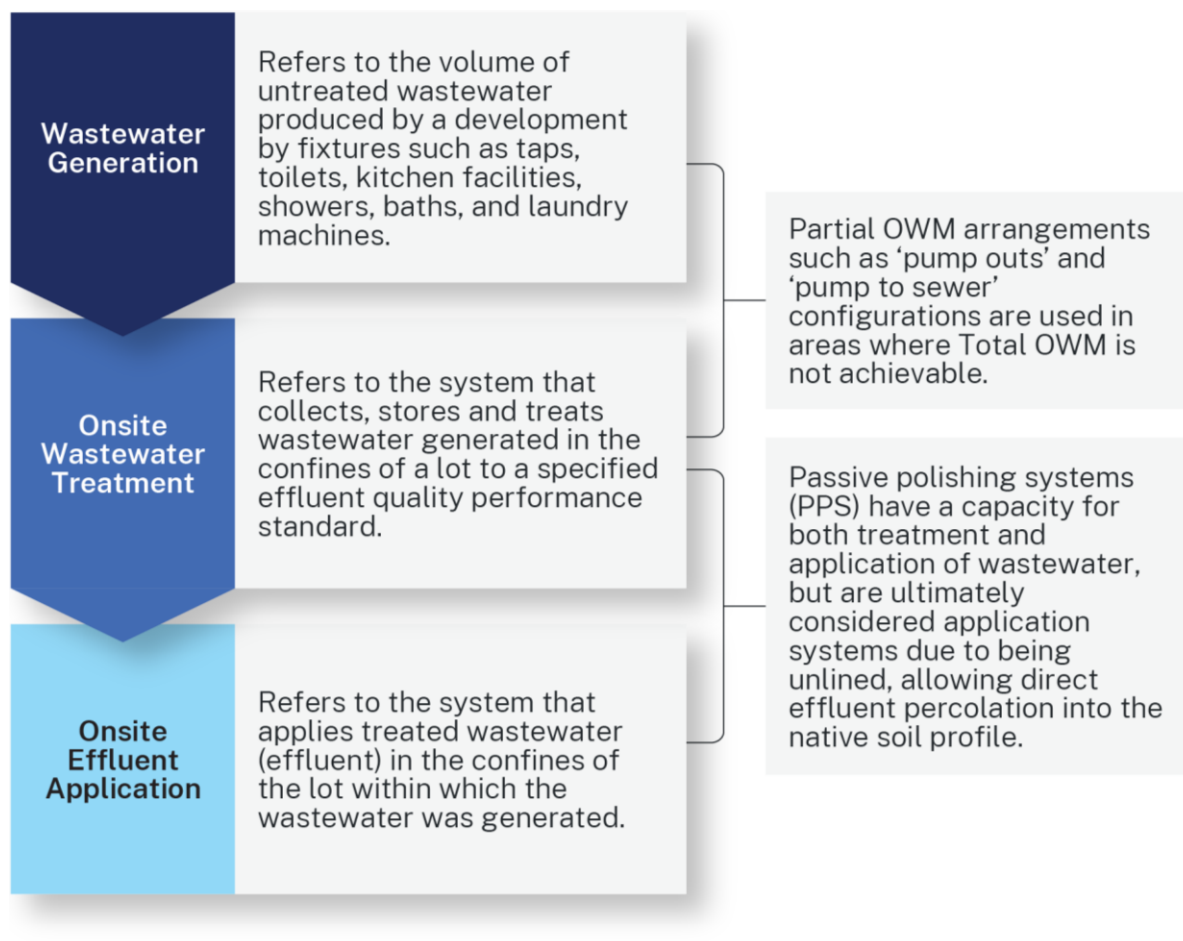 Wastewater
Generation
Refers to the volume of
untreated wastewater
produced by a development
by fixtures such as taps,
toilets, kitchen facilities,
showers, baths, and laundry
machines.
Onsite
Wastewater
Treatment
Refers to the system that
collects, stores and treats
wastewater generated in the
confines of a lot to a specified
effluent quality performance
standard.
Onsite
Effluent
Application
Refers to the system that
applies treated wastewater
(effluent) in the confines of
the lot within which the
wastewater was generated.
Partial OWM arrangements
such as ‘pump outs’ and
‘pump to sewer’
configurations are used in
areas where Total OWM is
not achievable.
Passive polishing systems
(PPS) have a capacity for
both treatment and
application of wastewater,
but are ultimately
considered application
systems due to being
unlined, allowing direct
effluent percolation into the
native soil profile.